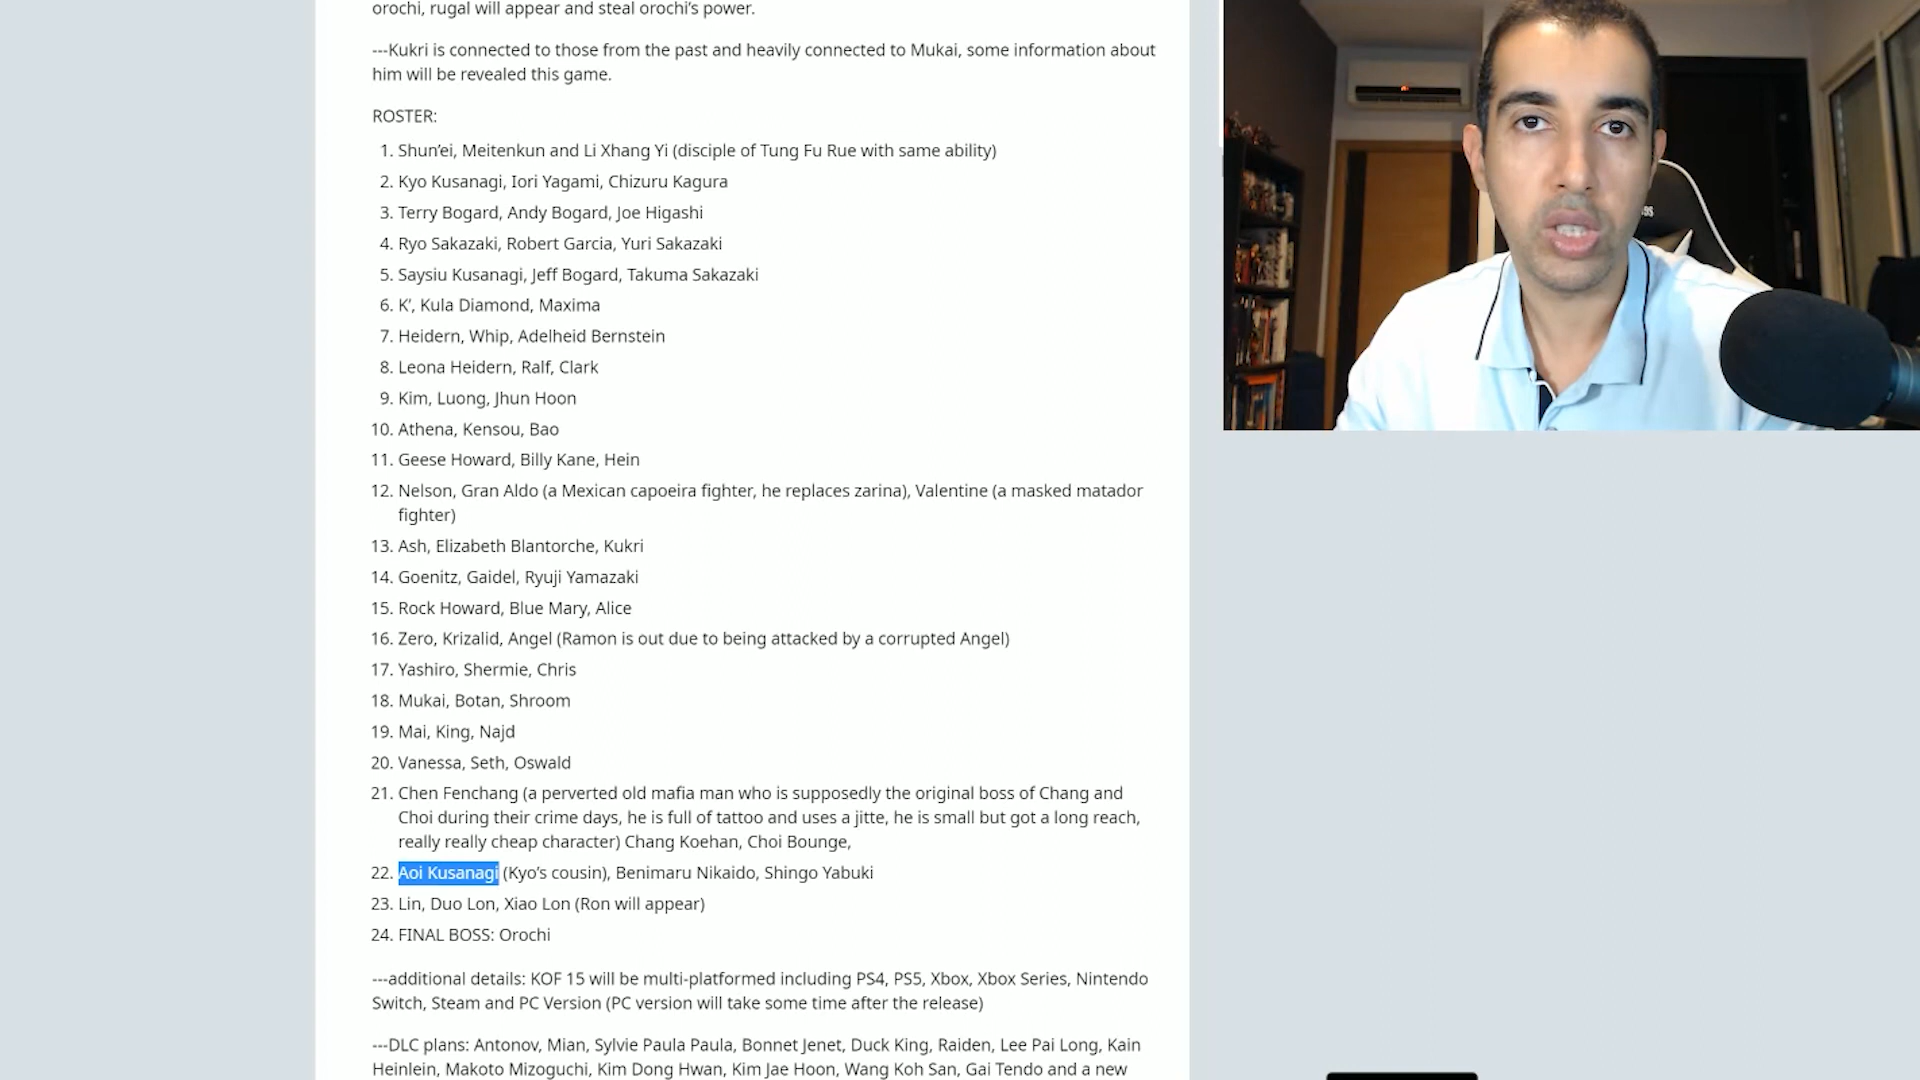 orochi, rugal will appear and steal orochi's power.
---Kukri is connected to those from the past and heavily connected to Mukai, some information about
him will be revealed this game.
ROSTER:
1. Shun'ei, Meitenkun and Li Xhang Yi (disciple of Tung Fu Rue with same ability)
2. Kyo Kusanagi, Iori Yagami, Chizuru Kagura
3. Terry Bogard, Andy Bogard, Joe Higashi
4. Ryo Sakazaki, Robert Garcia, Yuri Sakazaki
5. Saysiu Kusanagi, Jeff Bogard, Takuma Sakazaki
6. K', Kula Diamond, Maxima
7. Heidern, Whip, Adelheid Bernstein
8. Leona Heidern, Ralf, Clark
9. Kim, Luong, Jhun Hoon
10. Athena, Kensou, Bao
11. Geese Howard, Billy Kane, Hein
12. Nelson, Gran Aldo (a Mexican capoeira fighter, he replaces zarina), Valentine (a masked matador
fighter)
13. Ash, Elizabeth Blantorche, Kukri
14. Goenitz, Gaidel, Ryuji Yamazaki
15. Rock Howard, Blue Mary, Alice
16. Zero, Krizalid, Angel (Ramon is out due to being attacked by a corrupted Angel)
17. Yashiro, Shermie, Chris
18. Mukai, Botan, Shroom
19. Mai, King, Najd
20. Vanessa, Seth, Oswald
21. Chen Fenchang (a perverted old mafia man who is supposedly the original boss of Chang and
Choi during their crime days, he is full of tattoo and uses a jitte, he is small but got a long reach,
really really cheap character) Chang Koehan, Choi Bounge,
22. Aoi Kusanagi (Kyo's cousin), Benimaru Nikaido, Shingo Yabuki
23. Lin, Duo Lon, Xiao Lon (Ron will appear)
24. FINAL BOSS: Orochi
---additional details: KOF 15 will be multi-platformed including PS4, PS5, Xbox, Xbox Series, Nintendo
Switch, Steam and PC Version (PC version will take some time after the release)
---DLC plans: Antonov, Mian, Sylvie Paula Paula, Bonnet Jenet, Duck King, Raiden, Lee Pai Long, Kain
Heinlein, Makoto Mizoguchi, Kim Dong Hwan, Kim Jae Hoon, Wang Koh San, Gai Tendo and a new